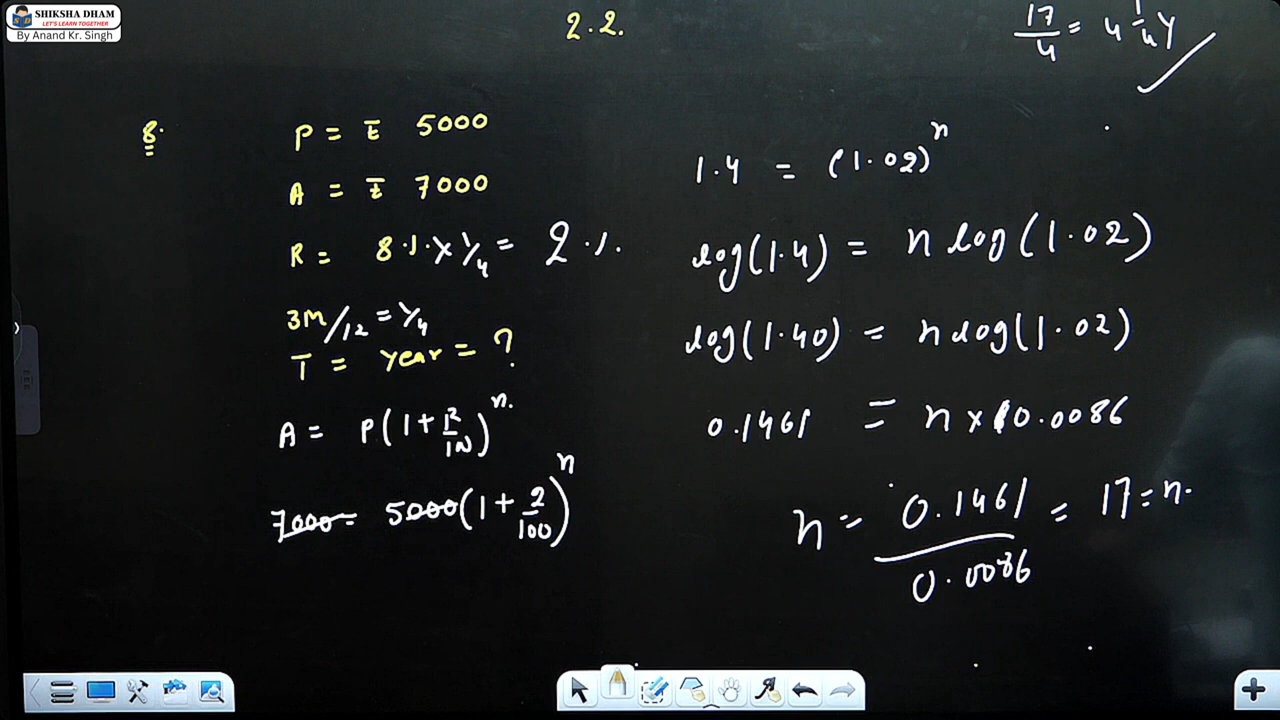 SHIKSHA DHAM
LET'S LEARN TOGETHER
By Anand Kr. Singh
2.2.
17/4 = 4 1/4 Y
8.
P = ₹ 5000
A = ₹ 7000
R = 8% × 1/4 = 2%
3M/12 = 1/4
T = year = ?
A = P(1 + R/100)^n.
7000 = 5000(1 + 2/100)^n
1.4 = (1.02)^n
log(1.4) = n log(1.02)
log(1.40) = n log(1.02)
0.1461 = n × 0.0086
n = 0.1461/0.0086 = 17 = n.